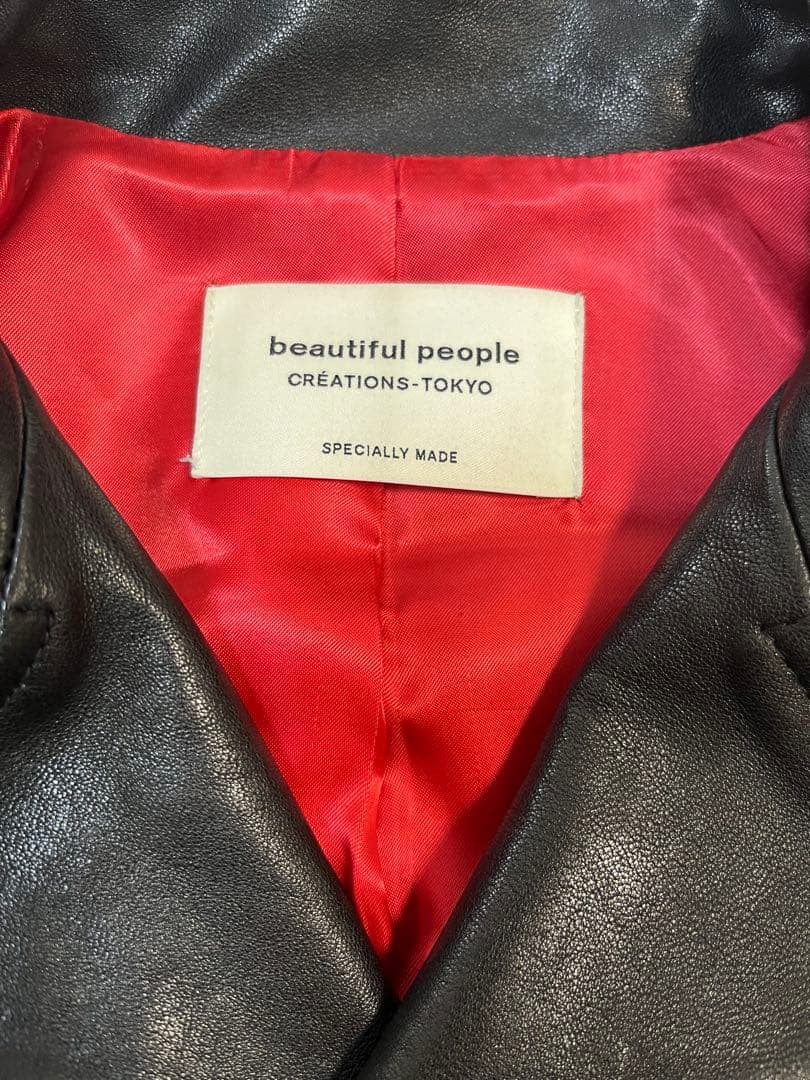 beautiful people
CRÉATIONS-TOKYO
SPECIALLY MADE